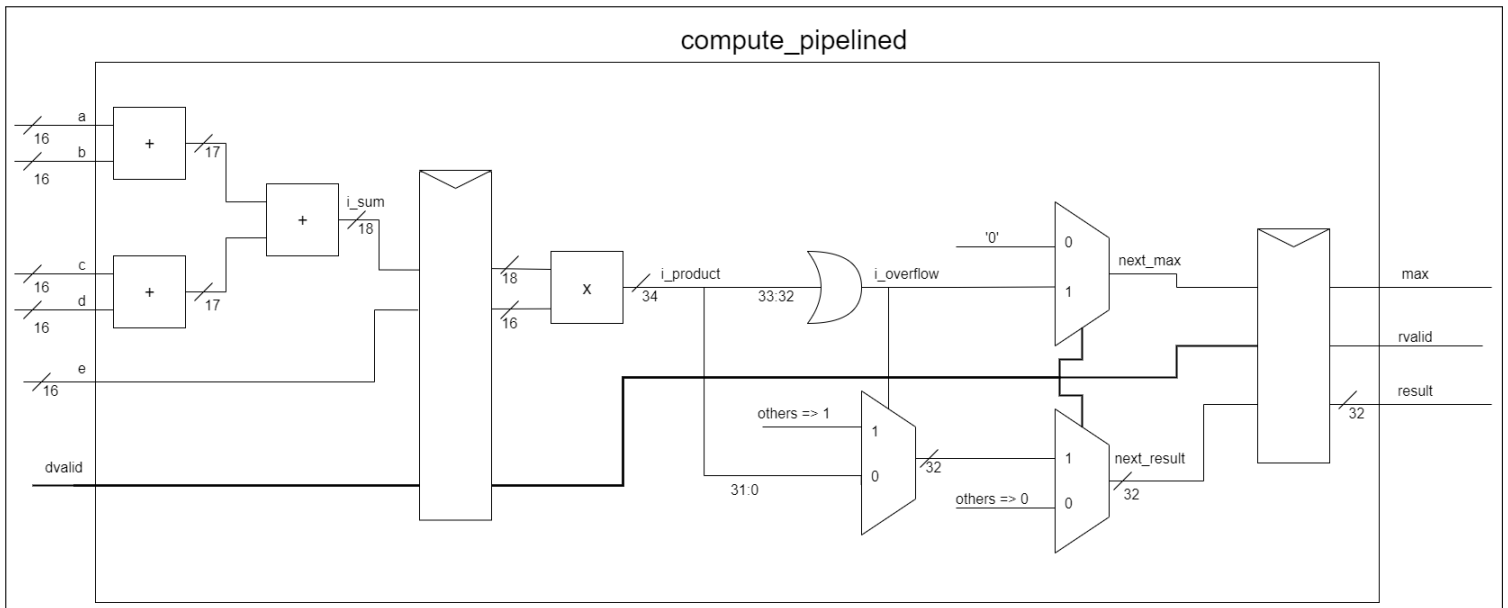 compute_pipelined
a
16
b
16
+
17
c
16
d
16
+
17
+
i_sum
18
e
16
dvalid
18
16
x
34
i_product
33:32
i_overflow
31:0
others => 1
1
0
32
'0'
0
1
next_max
others => 0
1
0
next_result
32
max
rvalid
result
32